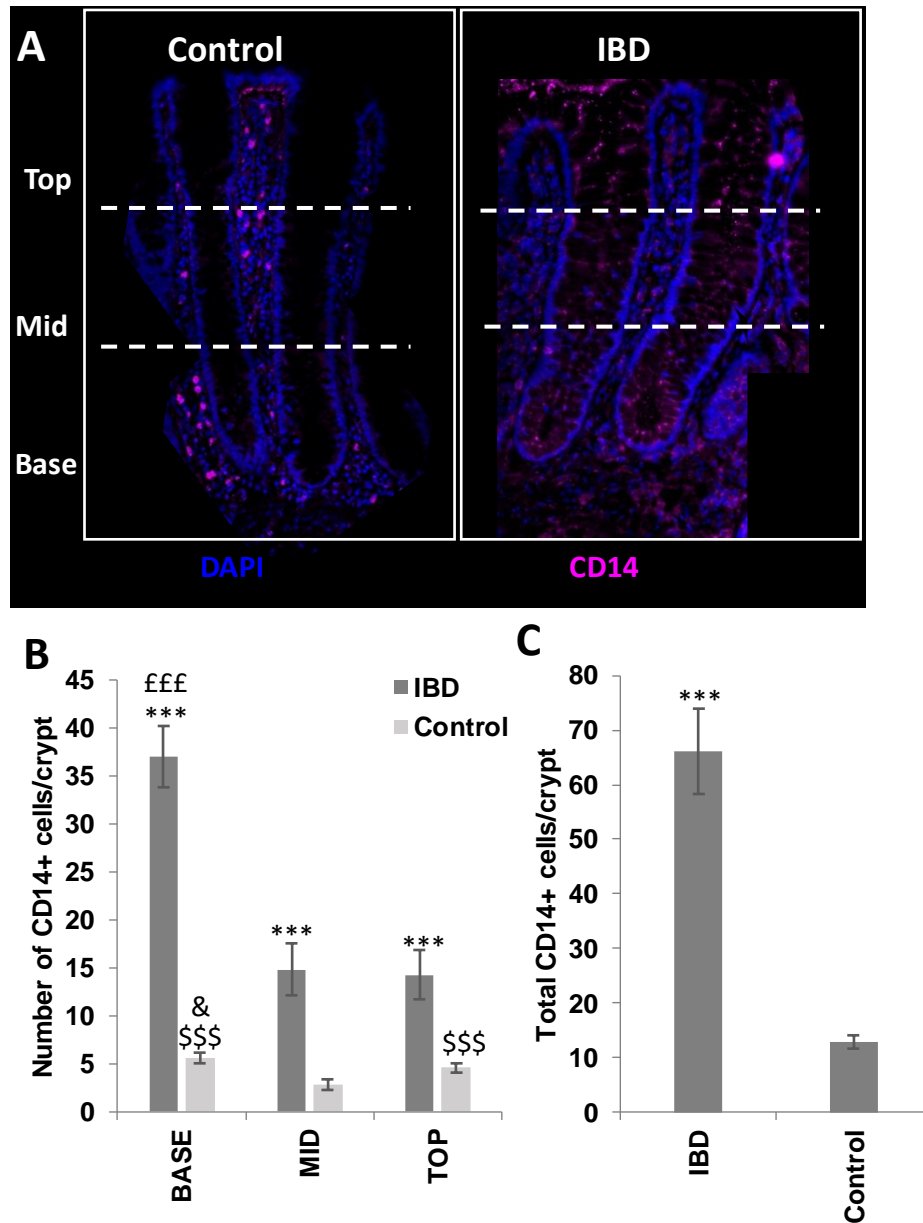 A
Control
IBD
Top
Mid
Base
DAPI
CD14
B
Number of CD14+ cells/crypt
45
40
35
30
25
20
15
10
5
0
£££
***
***
***
&
$$$
$$$
IBD
Control
BASE
MID
TOP
C
Total CD14+ cells/crypt
80
70
60
50
40
30
20
10
0
***
IBD
Control